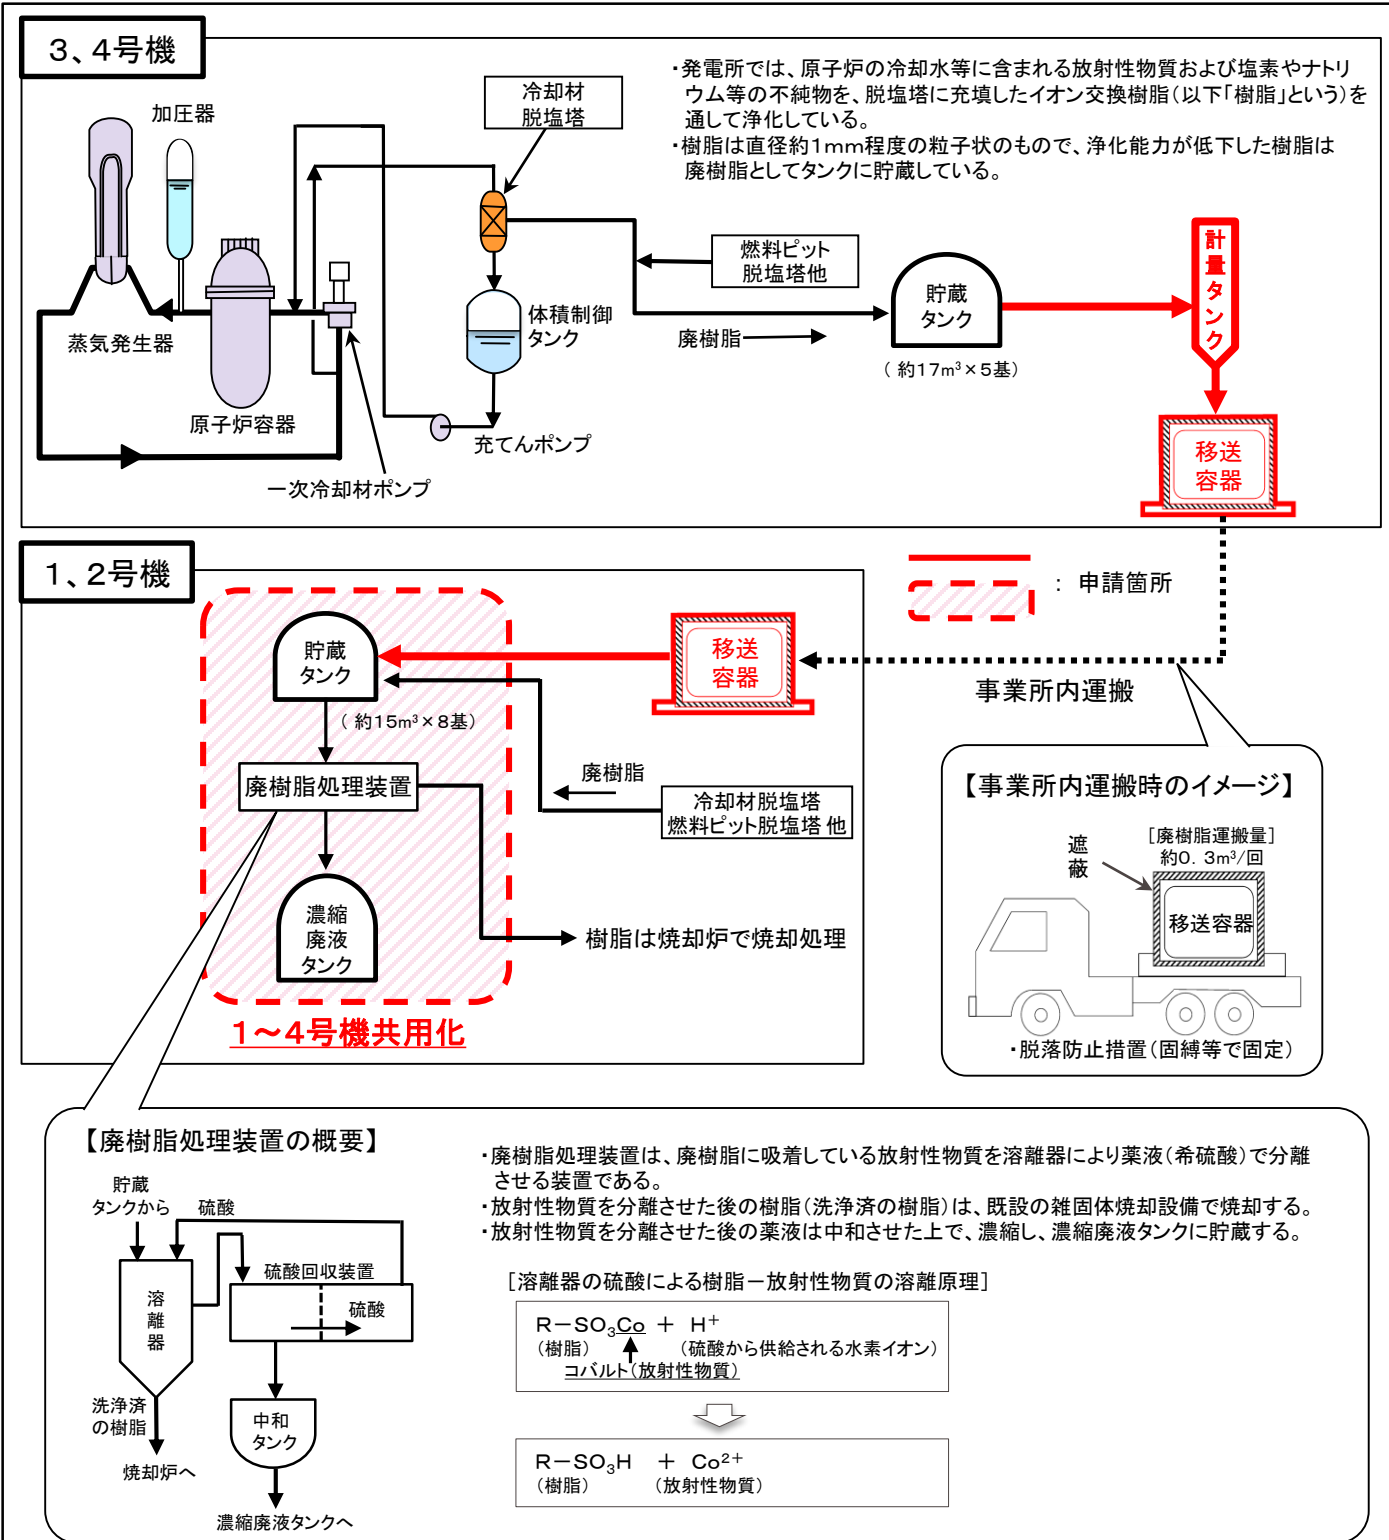 3、4号機
・発電所では、原子炉の冷却水等に含まれる放射性物質および塩素やナトリ
ウム等の不純物を、脱塩塔に充填したイオン交換樹脂(以下「樹脂」という)を
通して浄化している。
・樹脂は直径約1mm程度の粒子状のもので、浄化能力が低下した樹脂は
廃樹脂としてタンクに貯蔵している。
加圧器
冷却材
脱塩塔
蒸気発生器
原子炉容器
一次冷却材ポンプ
体積制御
タンク
充てんポンプ
燃料ピット
脱塩塔他
廃樹脂
貯蔵
タンク
(約17m³×5基)
計量タンク
移送
容器
1、2号機
:申請箇所
貯蔵
タンク
(約15m³×8基)
移送
容器
事業所内運搬
廃樹脂処理装置
廃樹脂
冷却材脱塩塔
燃料ピット脱塩塔他
濃縮
廃液
タンク
樹脂は焼却炉で焼却処理
1~4号機共用化
【事業所内運搬時のイメージ】
遮蔽
[廃樹脂運搬量]
約0.3m³/回
移送容器
・脱落防止措置(固縛等で固定)
【廃樹脂処理装置の概要】
・廃樹脂処理装置は、廃樹脂に吸着している放射性物質を溶離器により薬液(希硫酸)で分離
させる装置である。
・放射性物質を分離させた後の樹脂(洗浄済の樹脂)は、既設の雑固体焼却設備で焼却する。
・放射性物質を分離させた後の薬液は中和させた上で、濃縮し、濃縮廃液タンクに貯蔵する。
貯蔵
タンクから
硫酸
溶離器
硫酸回収装置
硫酸
洗浄済
の樹脂
焼却炉へ
中和
タンク
濃縮廃液タンクへ
[溶離器の硫酸による樹脂-放射性物質の溶離原理]
R-SO₃Co + H⁺
(樹脂) (硫酸から供給される水素イオン)
コバルト(放射性物質)
R-SO₃H + Co²⁺
(樹脂) (放射性物質)